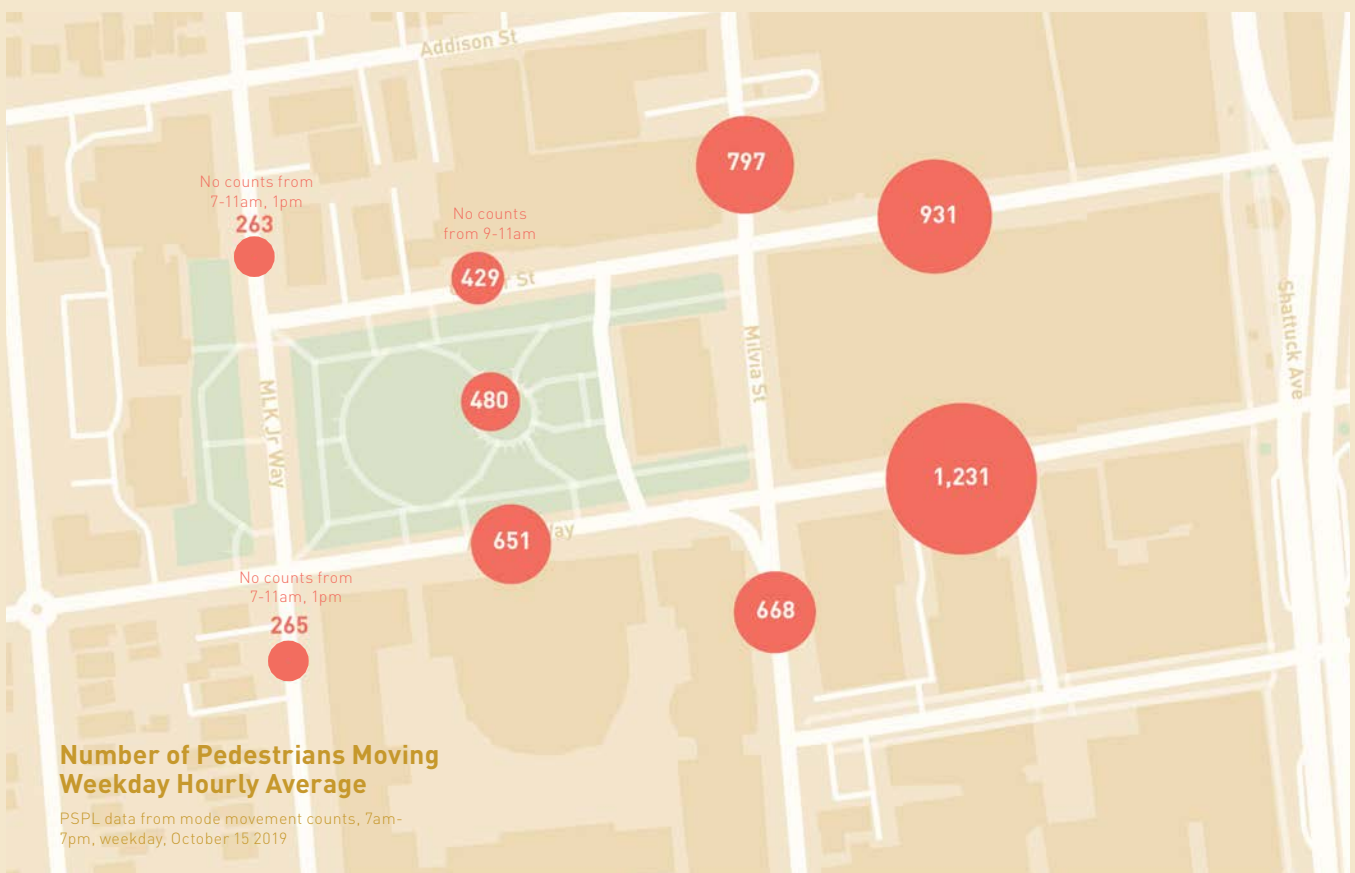 Addison St
797
No counts from
7-11am, 1pm
263
931
No counts
from 9-11am
429
St
Shattuck Ave
Milvia St
MLK Jr Way
480
1,231
651
No counts from
7-11am, 1pm
265
668
Number of Pedestrians Moving
Weekday Hourly Average
PSPL data from mode movement counts, 7am-
7pm, weekday, October 15 2019